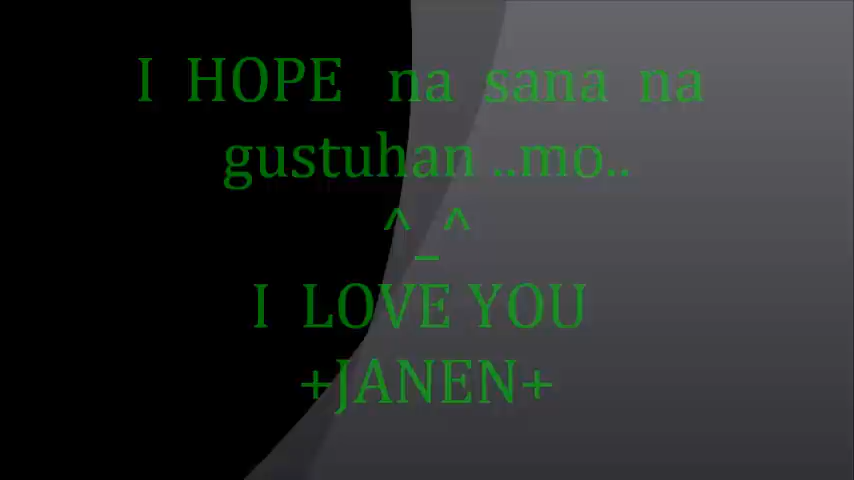 I HOPE na sana na
gustuhan ..mo..
^_^
I LOVE YOU
+JANEN+